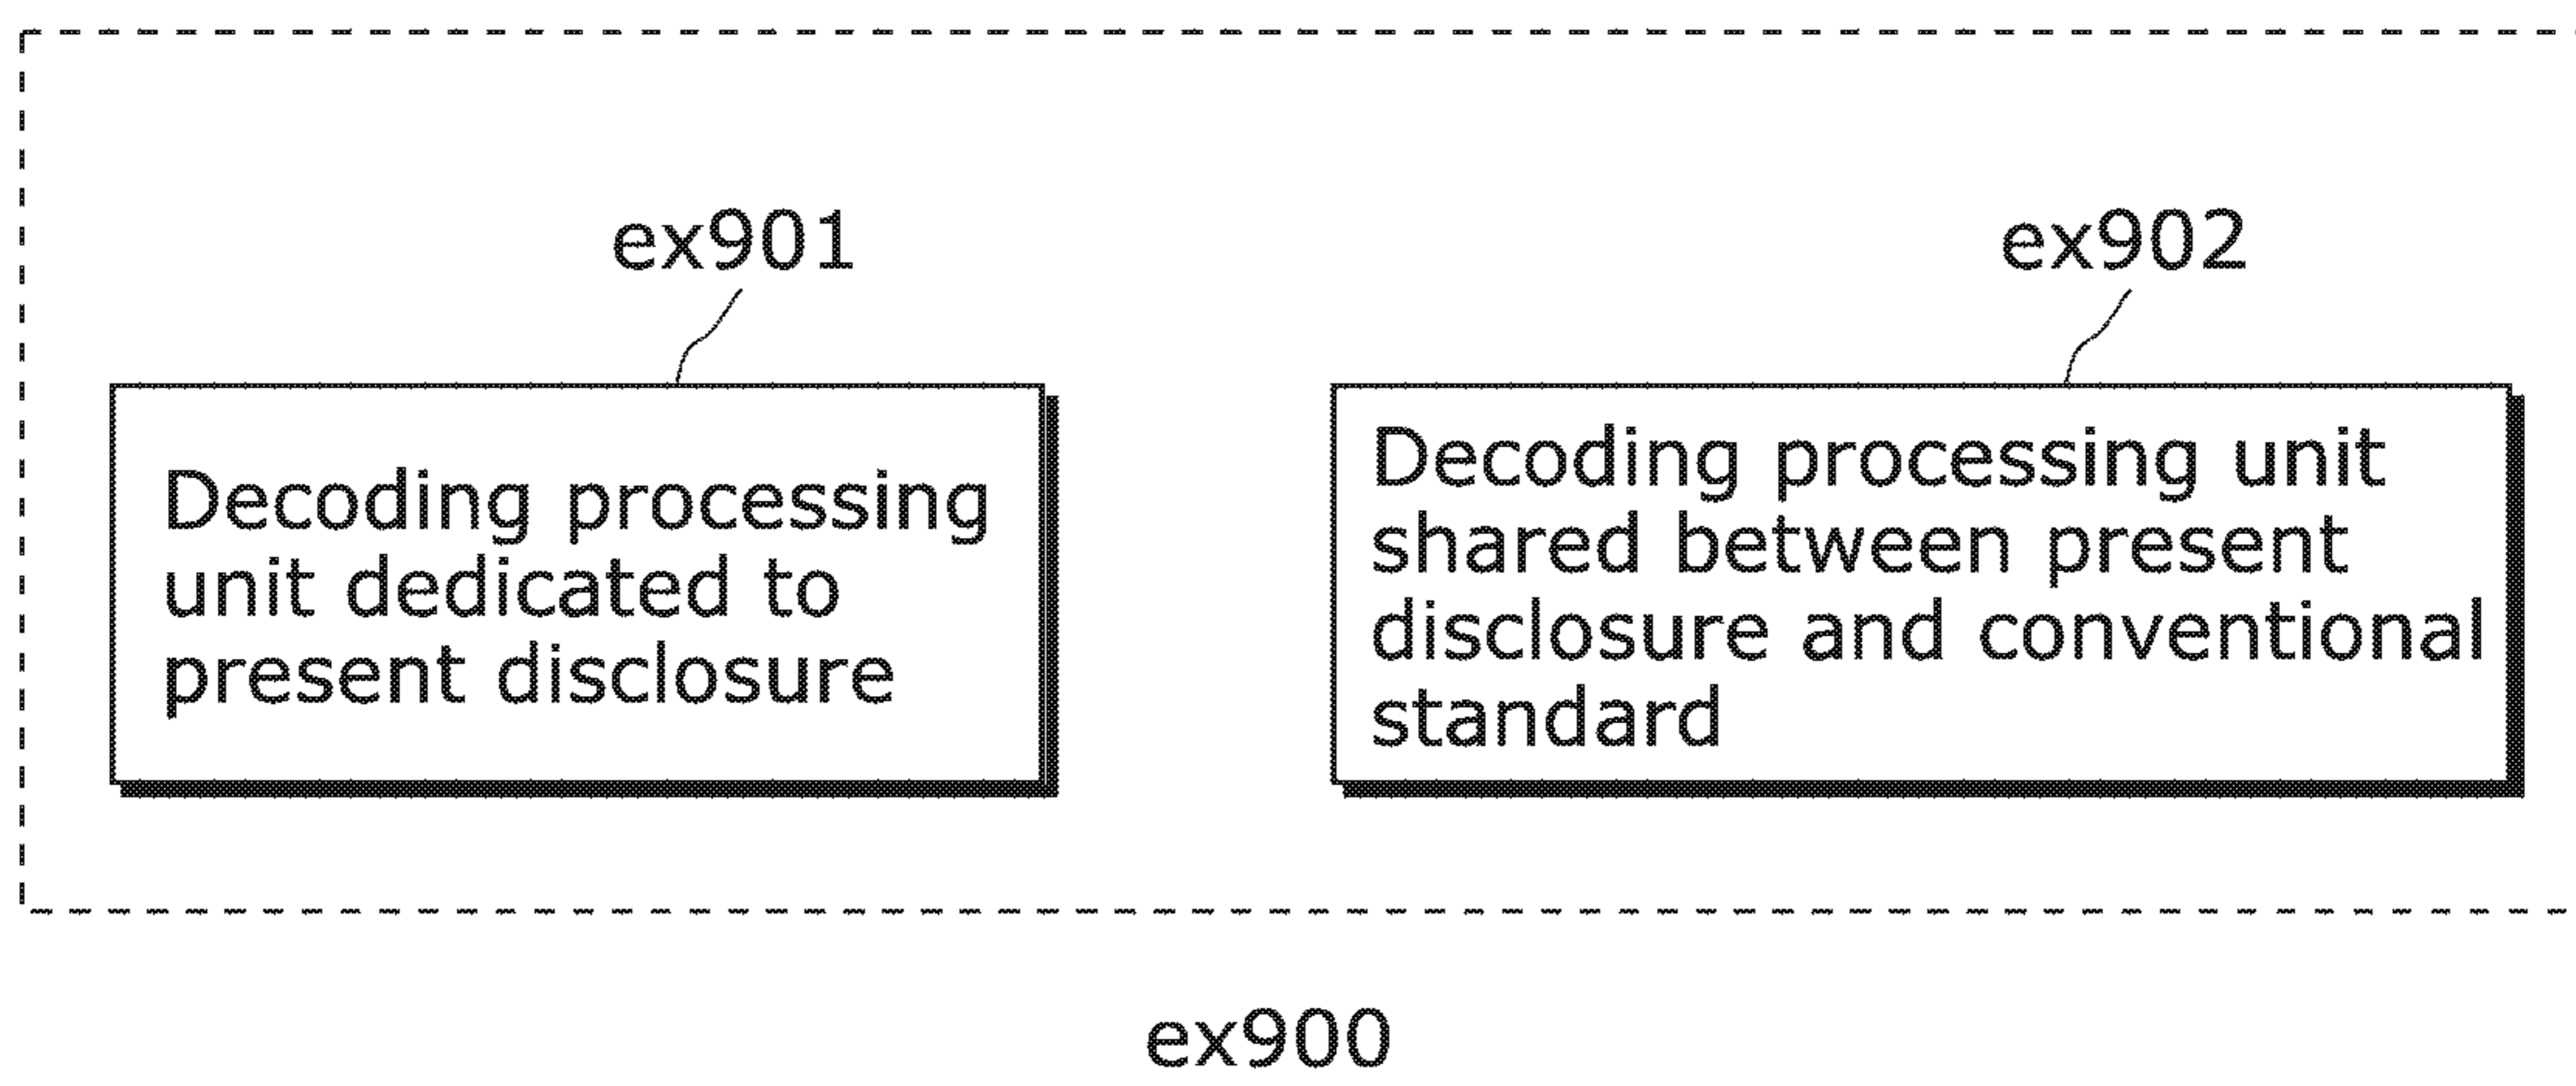 ex901
Decoding processing
unit dedicated to
present disclosure
ex902
Decoding processing unit
shared between present
disclosure and conventional
standard
ex900